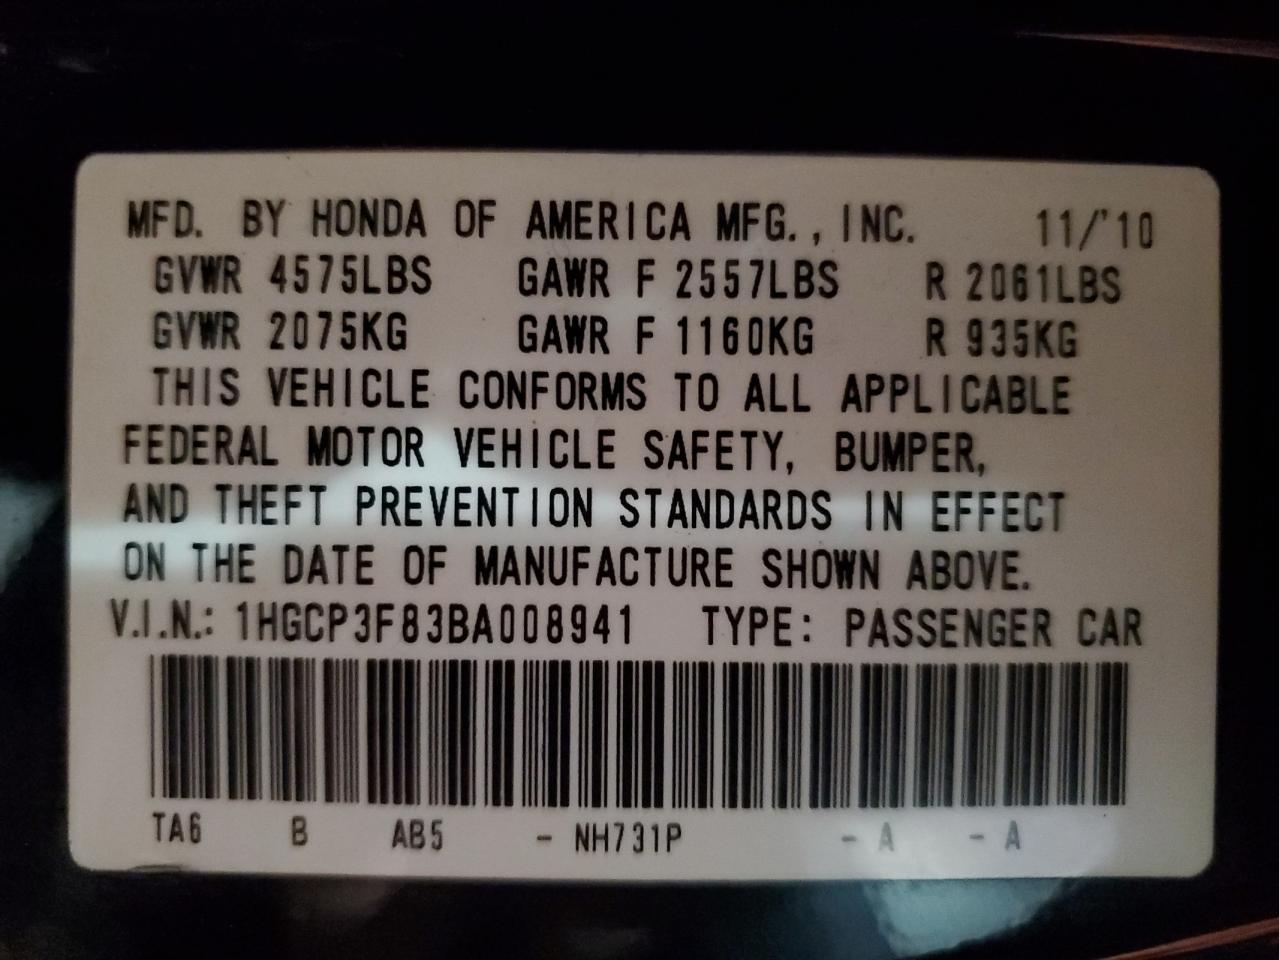 MFD. BY HONDA OF AMERICA MFG., INC. 11/'10
GVWR 4575LBS GAWR F 2557LBS R 2061LBS
GVWR 2075KG GAWR F 1160KG R 935KG
THIS VEHICLE CONFORMS TO ALL APPLICABLE
FEDERAL MOTOR VEHICLE SAFETY, BUMPER,
AND THEFT PREVENTION STANDARDS IN EFFECT
ON THE DATE OF MANUFACTURE SHOWN ABOVE.
V.I.N.: 1HGCP3F83BA008941 TYPE: PASSENGER CAR
TA6 B AB5 - NH731P - A - A